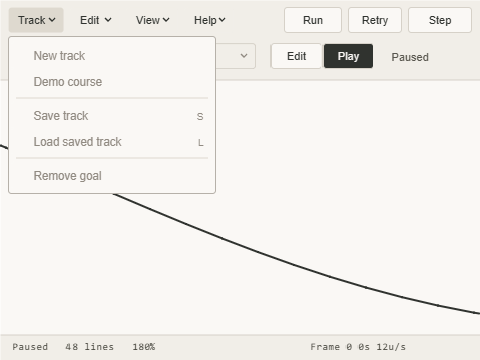 Track Edit View Help Run Retry Step
Edit Play Paused
New track
Demo course
Save track S
Load saved track L
Remove goal
Paused 48 lines 180% Frame 0 0s 12u/s